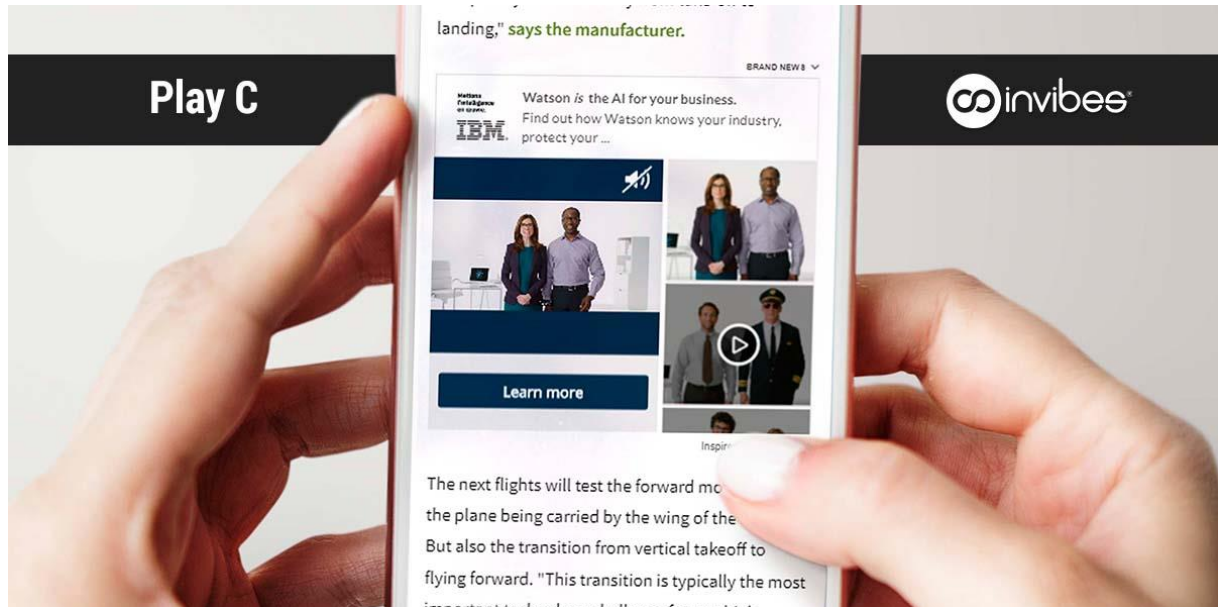 landing," says the manufacturer.
BRAND NEWS
Play C
invibes
Watson is the AI for your business.
Find out how Watson knows your industry,
protect your ...
IBM.
Learn more
Inspir
The next flights will test the forward mo
the plane being carried by the wing of the
But also the transition from vertical takeoff to
flying forward. "This transition is typically the most